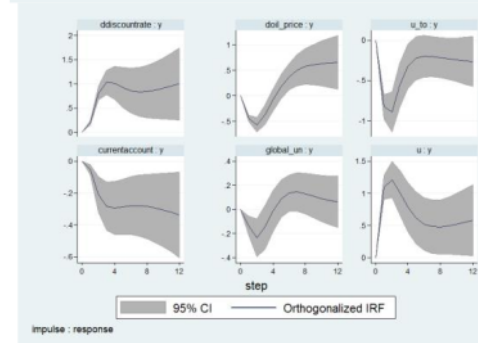 ddiscountrate : y
doil_price : y
u_to : y
2
1.5
1
.5
0
1
.5
0
-.5
0
-.5
-1
currentaccount : y
global_un : y
u : y
0
-.2
-.4
-.6
.4
.2
0
-.2
-.4
1.5
1
.5
0
0 4 8 12
0 4 8 12
0 4 8 12
step
95% CI
Orthogonalized IRF
impulse : response